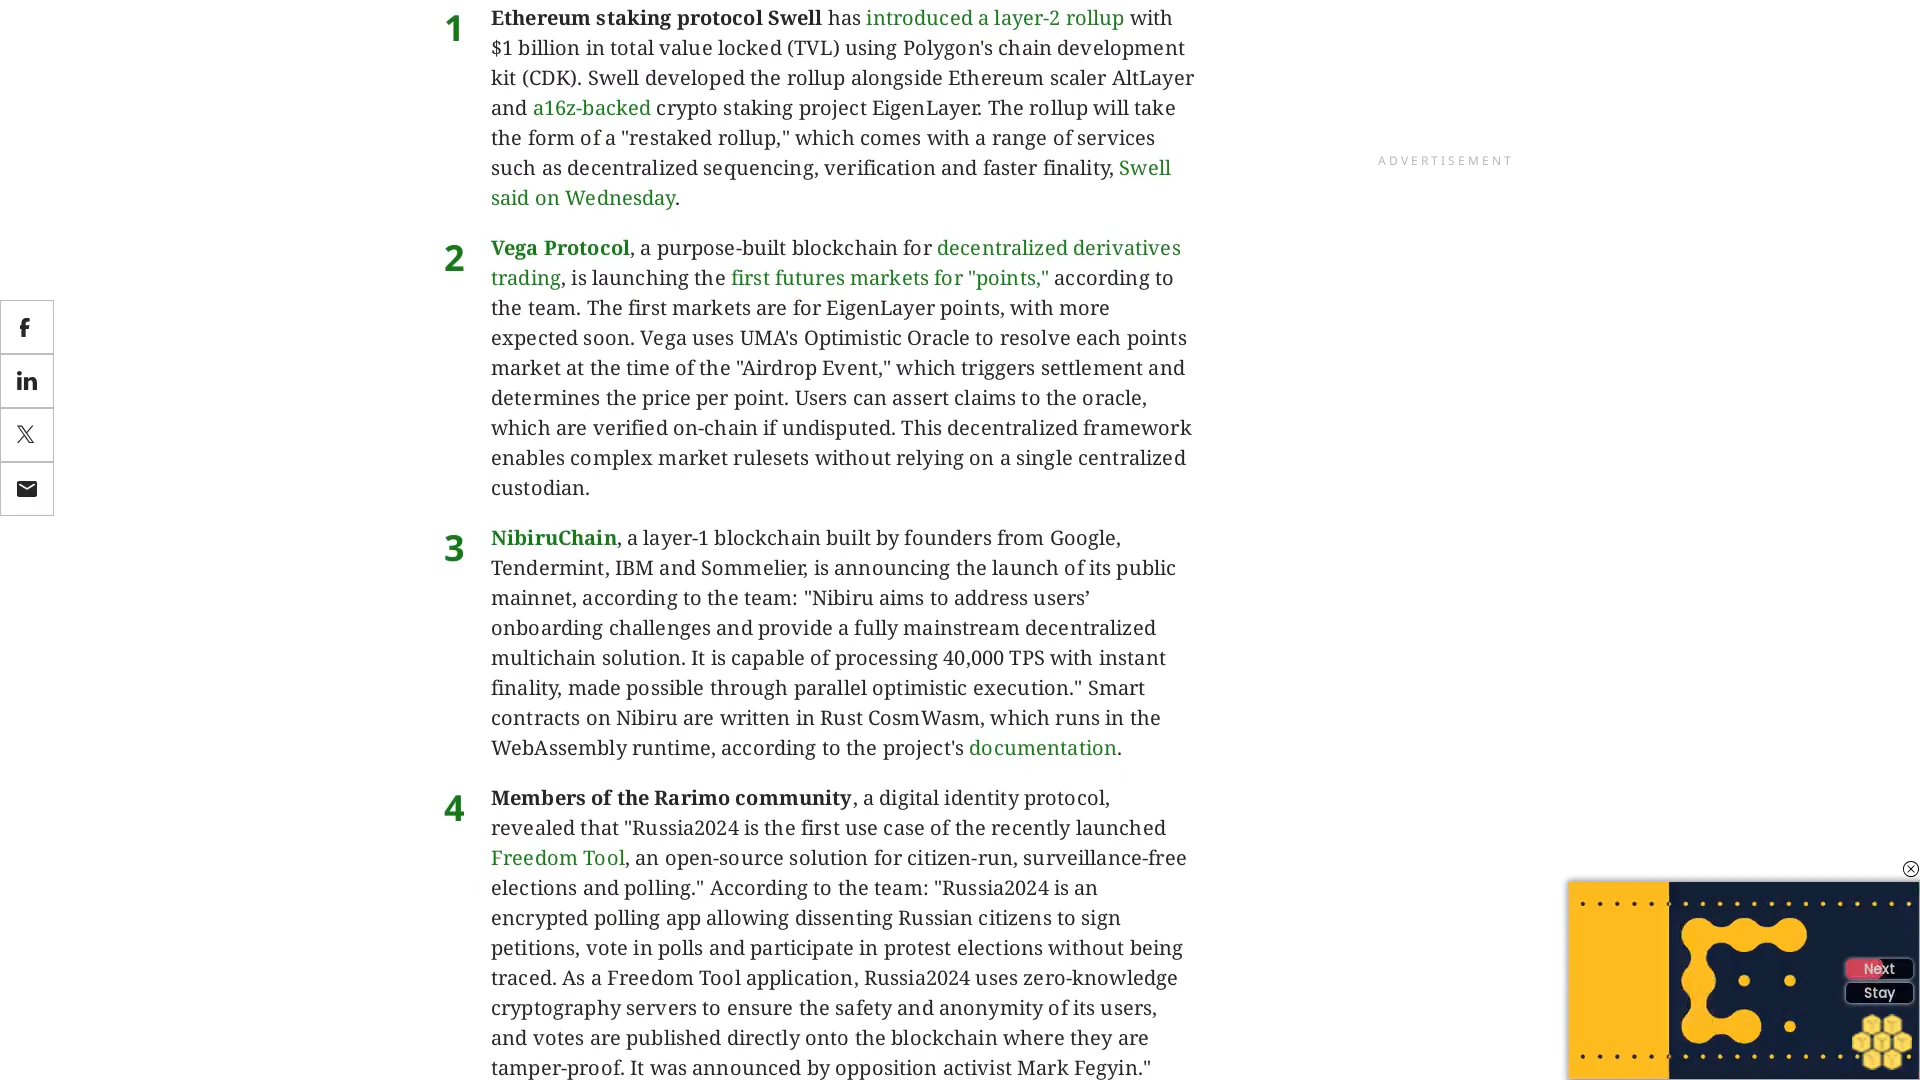 1
Ethereum staking protocol Swell has introduced a layer-2 rollup with
$1 billion in total value locked (TVL) using Polygon's chain development
kit (CDK). Swell developed the rollup alongside Ethereum scaler AltLayer
and a16z-backed crypto staking project EigenLayer. The rollup will take
the form of a "restaked rollup," which comes with a range of services
such as decentralized sequencing, verification and faster finality, Swell
said on Wednesday.
ADVERTISEMENT
2
Vega Protocol, a purpose-built blockchain for decentralized derivatives
trading, is launching the first futures markets for "points," according to
the team. The first markets are for EigenLayer points, with more
expected soon. Vega uses UMA's Optimistic Oracle to resolve each points
market at the time of the "Airdrop Event," which triggers settlement and
determines the price per point. Users can assert claims to the oracle,
which are verified on-chain if undisputed. This decentralized framework
enables complex market rulesets without relying on a single centralized
custodian.
3
NibiruChain, a layer-1 blockchain built by founders from Google,
Tendermint, IBM and Sommelier, is announcing the launch of its public
mainnet, according to the team: "Nibiru aims to address users’
onboarding challenges and provide a fully mainstream decentralized
multichain solution. It is capable of processing 40,000 TPS with instant
finality, made possible through parallel optimistic execution." Smart
contracts on Nibiru are written in Rust CosmWasm, which runs in the
WebAssembly runtime, according to the project's documentation.
4
Members of the Rarimo community, a digital identity protocol,
revealed that "Russia2024 is the first use case of the recently launched
Freedom Tool, an open-source solution for citizen-run, surveillance-free
elections and polling." According to the team: "Russia2024 is an
encrypted polling app allowing dissenting Russian citizens to sign
petitions, vote in polls and participate in protest elections without being
traced. As a Freedom Tool application, Russia2024 uses zero-knowledge
cryptography servers to ensure the safety and anonymity of its users,
and votes are published directly onto the blockchain where they are
tamper-proof. It was announced by opposition activist Mark Fegyin."
Next
Stay